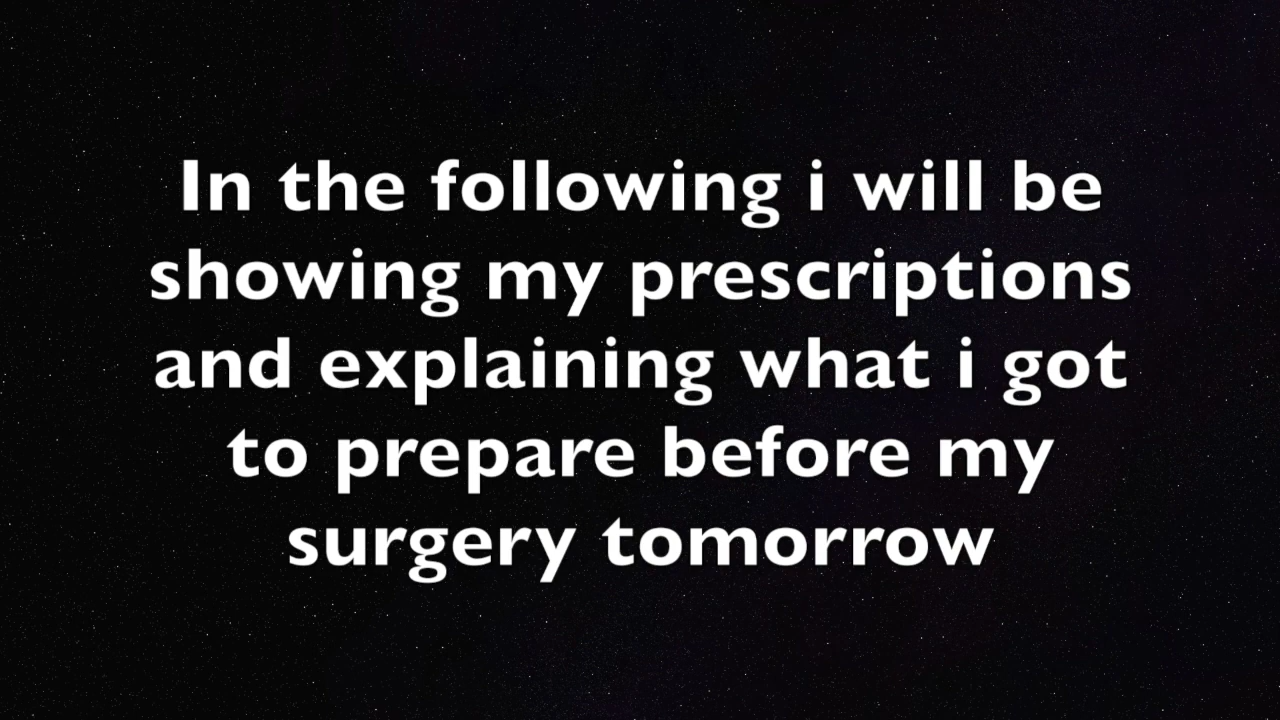 In the following i will be
showing my prescriptions
and explaining what i got
to prepare before my
surgery tomorrow